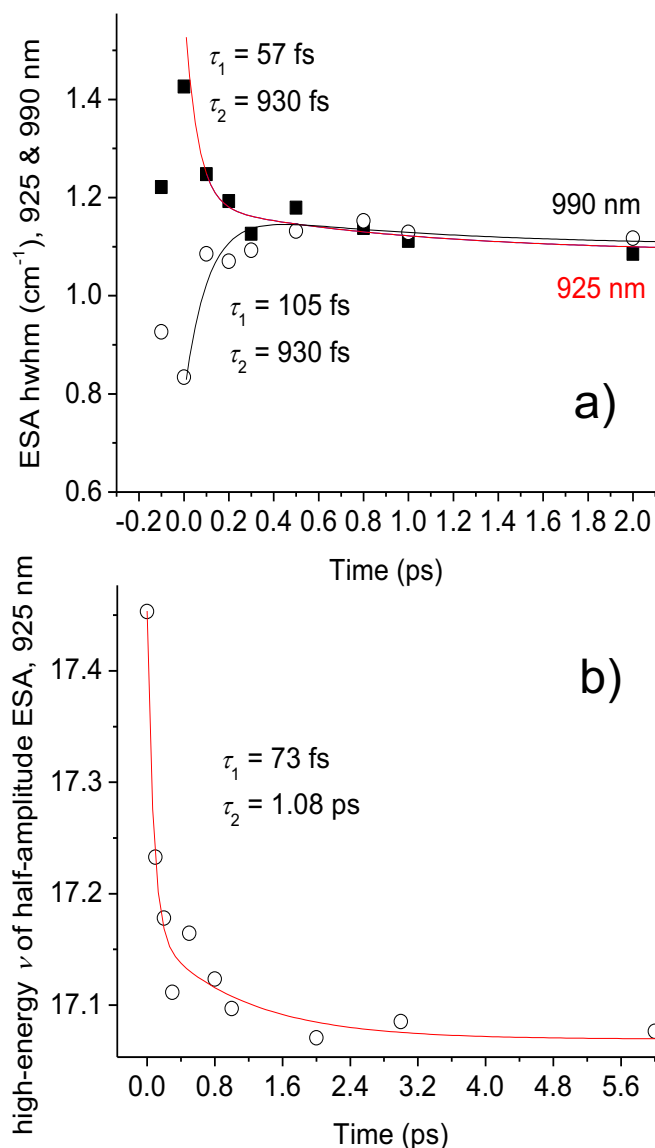 ESA hwhm (cm⁻¹), 925 & 990 nm
1.4
1.2
1.0
0.8
0.6
τ₁ = 57 fs
τ₂ = 930 fs
990 nm
925 nm
τ₁ = 105 fs
τ₂ = 930 fs
a)
-0.2 0.0 0.2 0.4 0.6 0.8 1.0 1.2 1.4 1.6 1.8 2.0
Time (ps)
high-energy ν of half-amplitude ESA, 925 nm
17.4
17.3
17.2
17.1
b)
τ₁ = 73 fs
τ₂ = 1.08 ps
0.0 0.8 1.6 2.4 3.2 4.0 4.8 5.6
Time (ps)